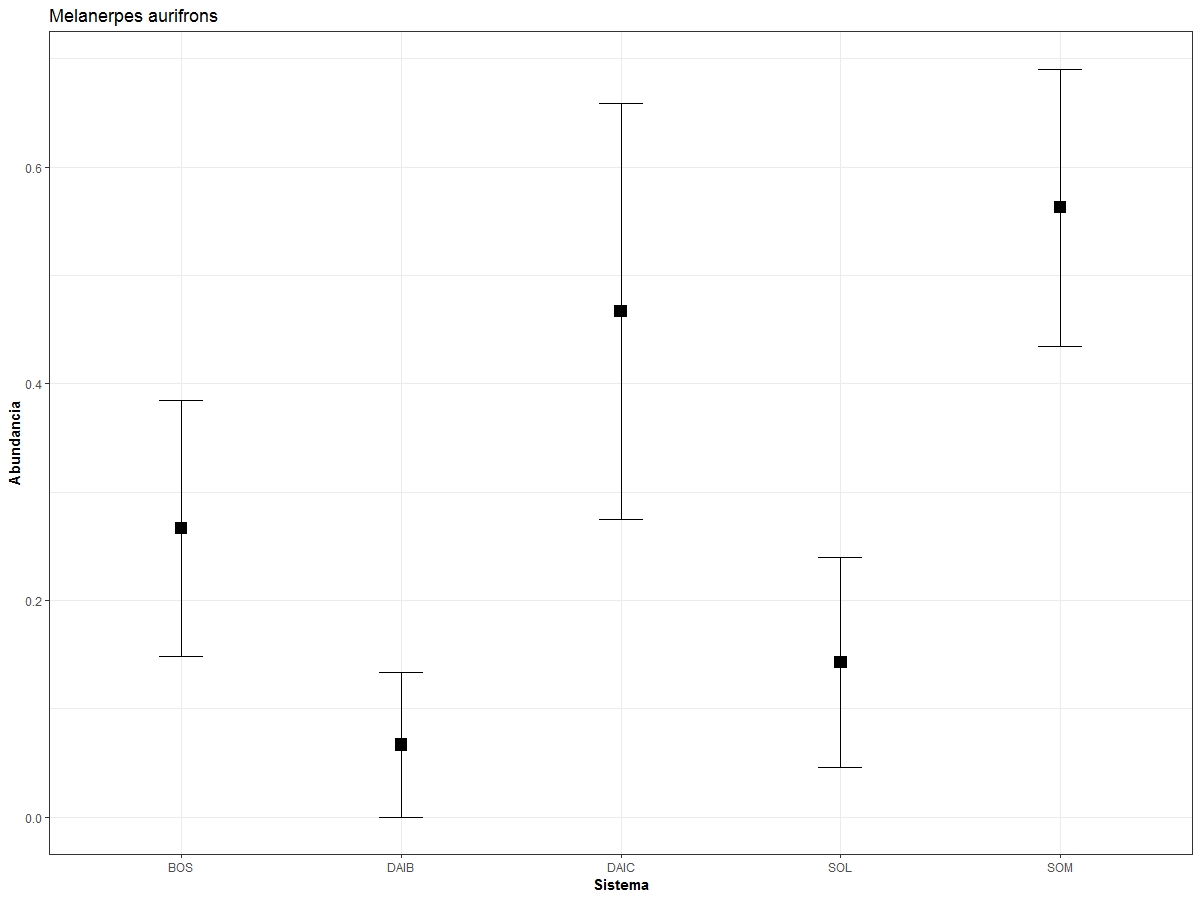 Melanerpes aurifrons
Abundancia
0.6
0.4
0.2
0.0
BOS DAIB DAIC SOL SOM
Sistema